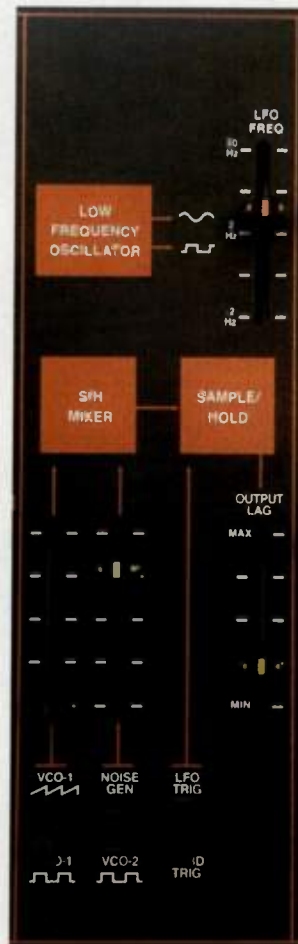 LFO
FREQ
Hz
LOW
FREQUENCY
OSCILLATOR
2
Hz
.2
Hz
S/H
MIXER
SAMPLE/
HOLD
OUTPUT
LAG
MAX
MIN
VCO-1
NOISE
GEN
LFO
TRIG
VCO-2
TRIG